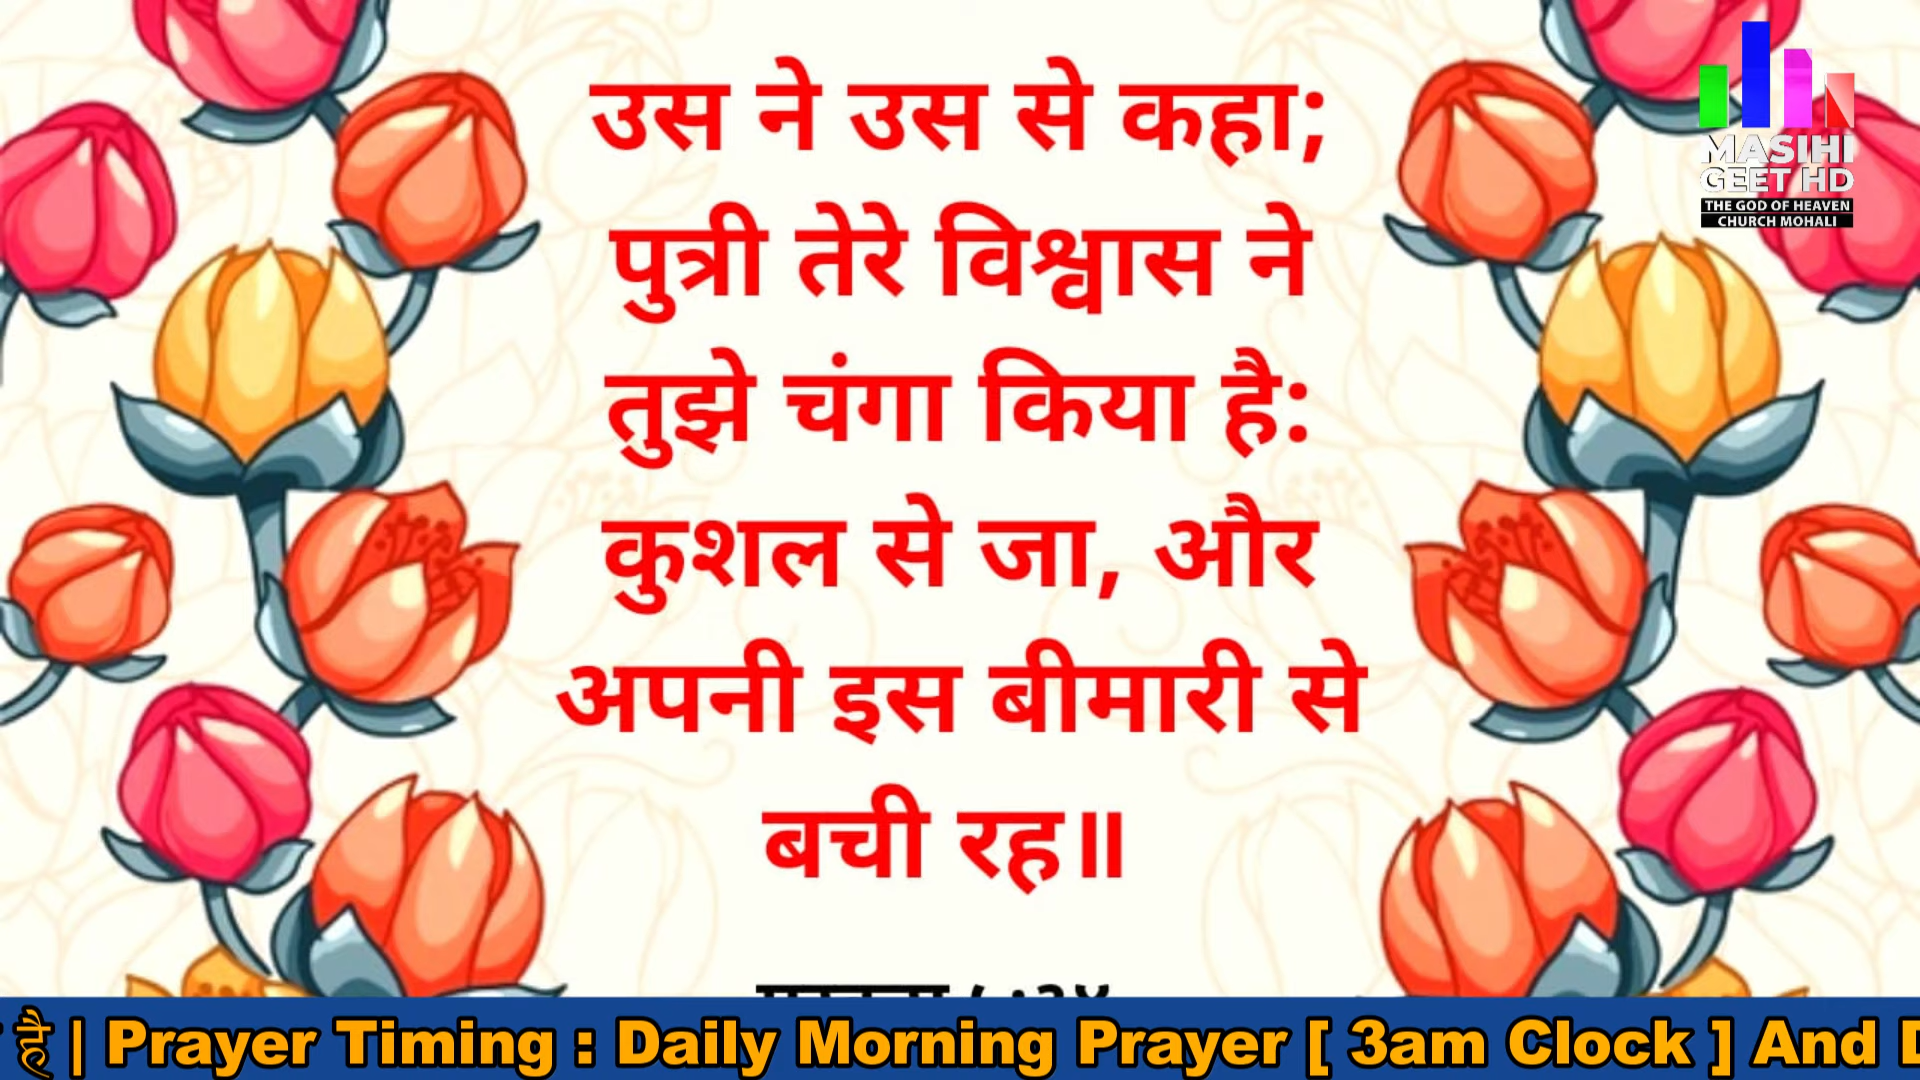 उस ने उस से कहा;
पुत्री तेरे विश्वास ने
तुझे चंगा किया है:
कुशल से जा, और
अपनी इस बीमारी से
बची रह॥
MASIHI
GEET HD
THE GOD OF HEAVEN
CHURCH MOHALI
है | Prayer Timing : Daily Morning Prayer [ 3am Clock ] And